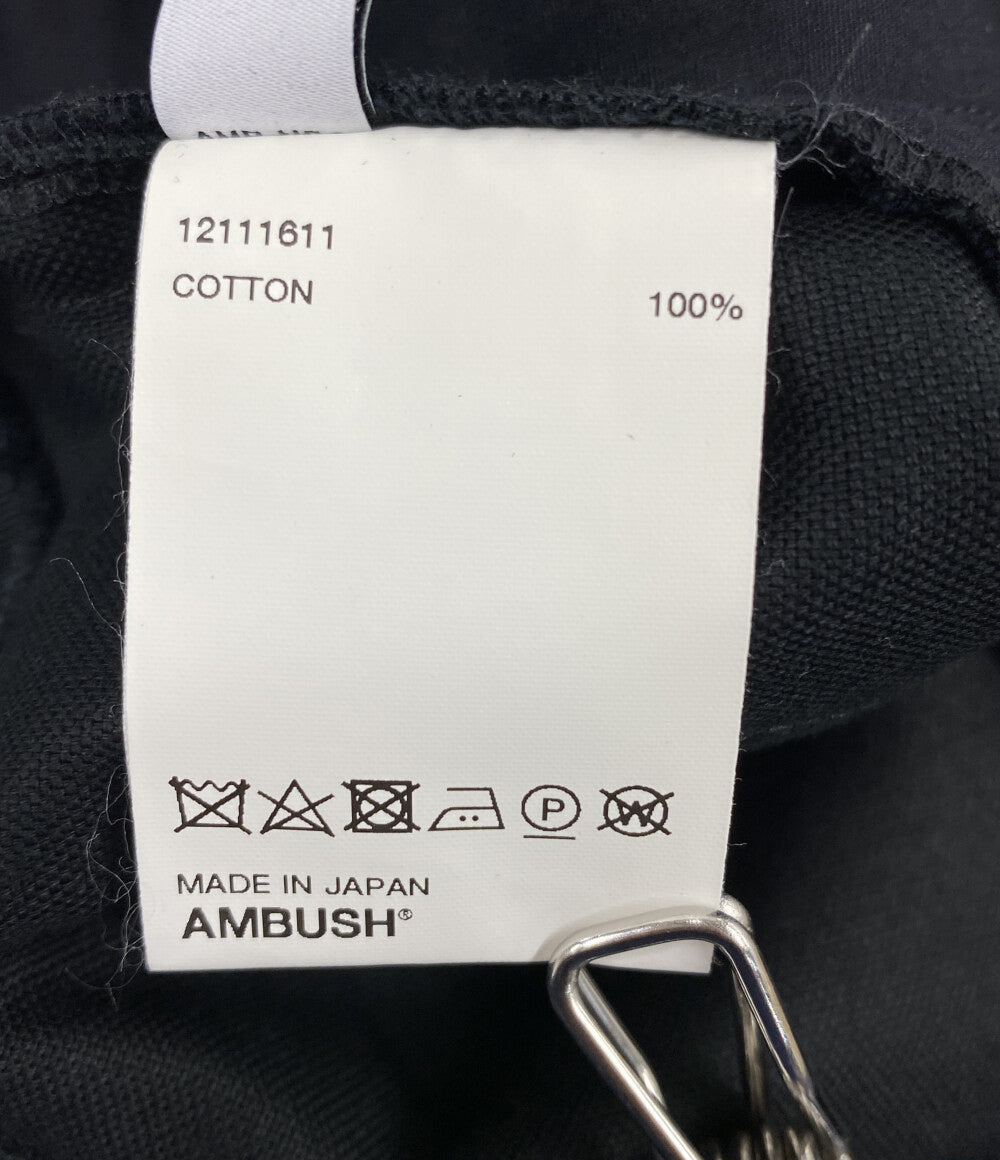 12111611
COTTON 100%
P
W
MADE IN JAPAN
AMBUSH®